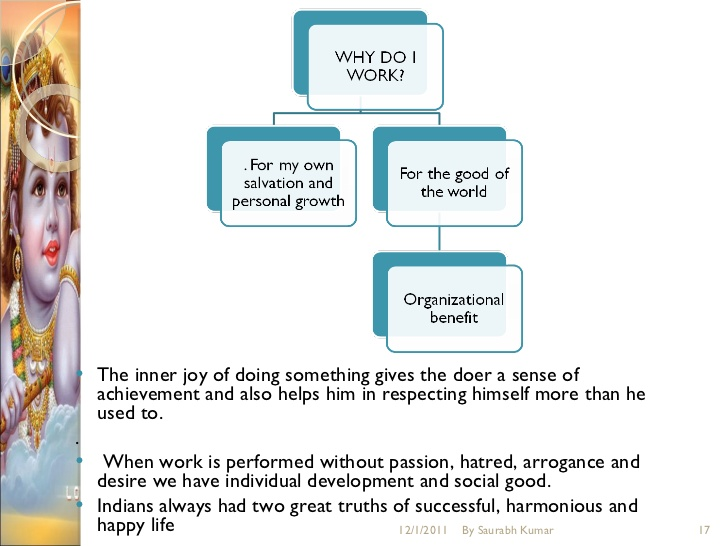 WHY DO I
WORK?
. For my own
salvation and
personal growth
For the good of
the world
Organizational
benefit
• The inner joy of doing something gives the doer a sense of
achievement and also helps him in respecting himself more than he
used to.
.
• When work is performed without passion, hatred, arrogance and
desire we have individual development and social good.
• Indians always had two great truths of successful, harmonious and
happy life
12/1/2011 By Saurabh Kumar 17